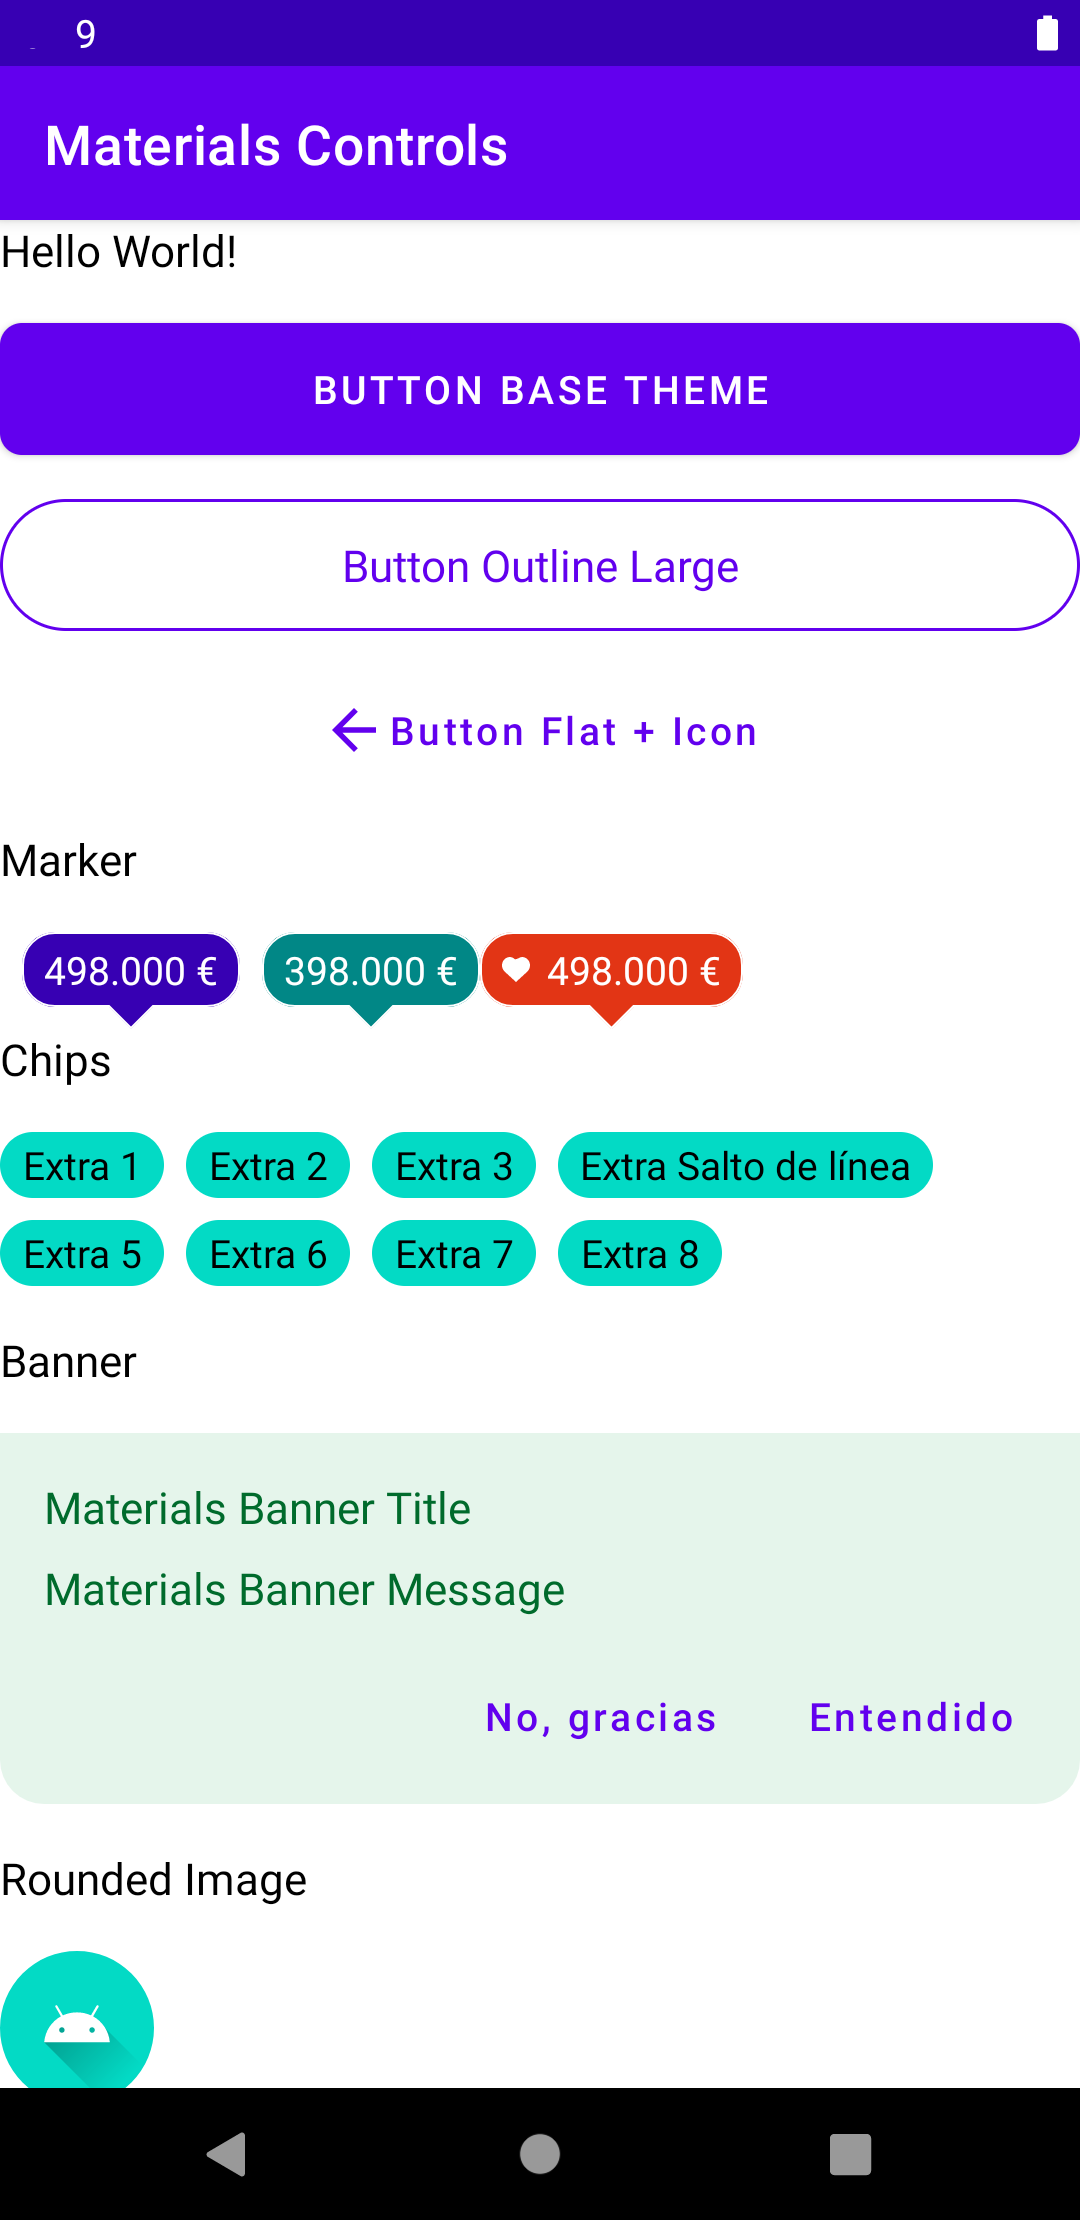 9
Materials Controls
Hello World!
BUTTON BASE THEME
Button Outline Large
Button Flat + Icon
Marker
498.000 € 398.000 € 498.000 €
Chips
Extra 1 Extra 2 Extra 3 Extra Salto de línea
Extra 5 Extra 6 Extra 7 Extra 8
Banner
Materials Banner Title
Materials Banner Message
No, gracias Entendido
Rounded Image